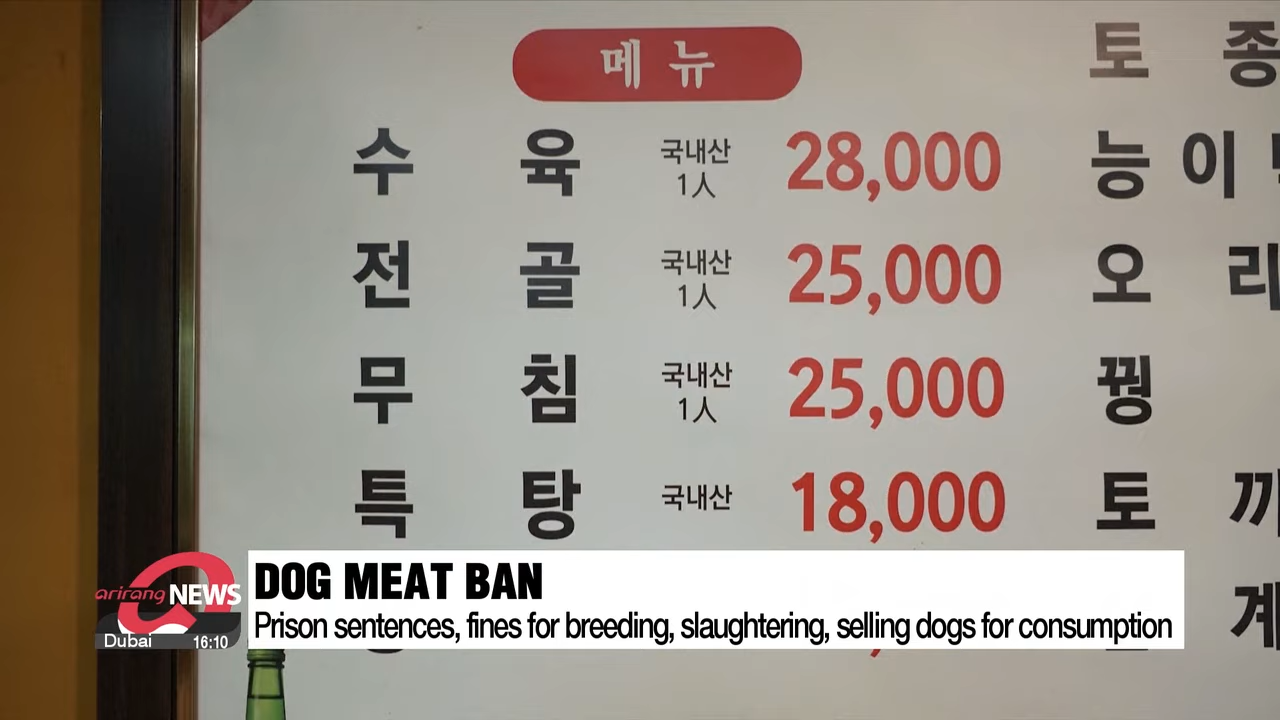 메뉴
수 육 국내산 1人 28,000
전 골 국내산 1人 25,000
무 침 국내산 1人 25,000
특 탕 국내산 18,000
토 종
능 이
오 리
꿩
토 끼
계
arirang NEWS
Dubai 16:10
DOG MEAT BAN
Prison sentences, fines for breeding, slaughtering, selling dogs for consumption